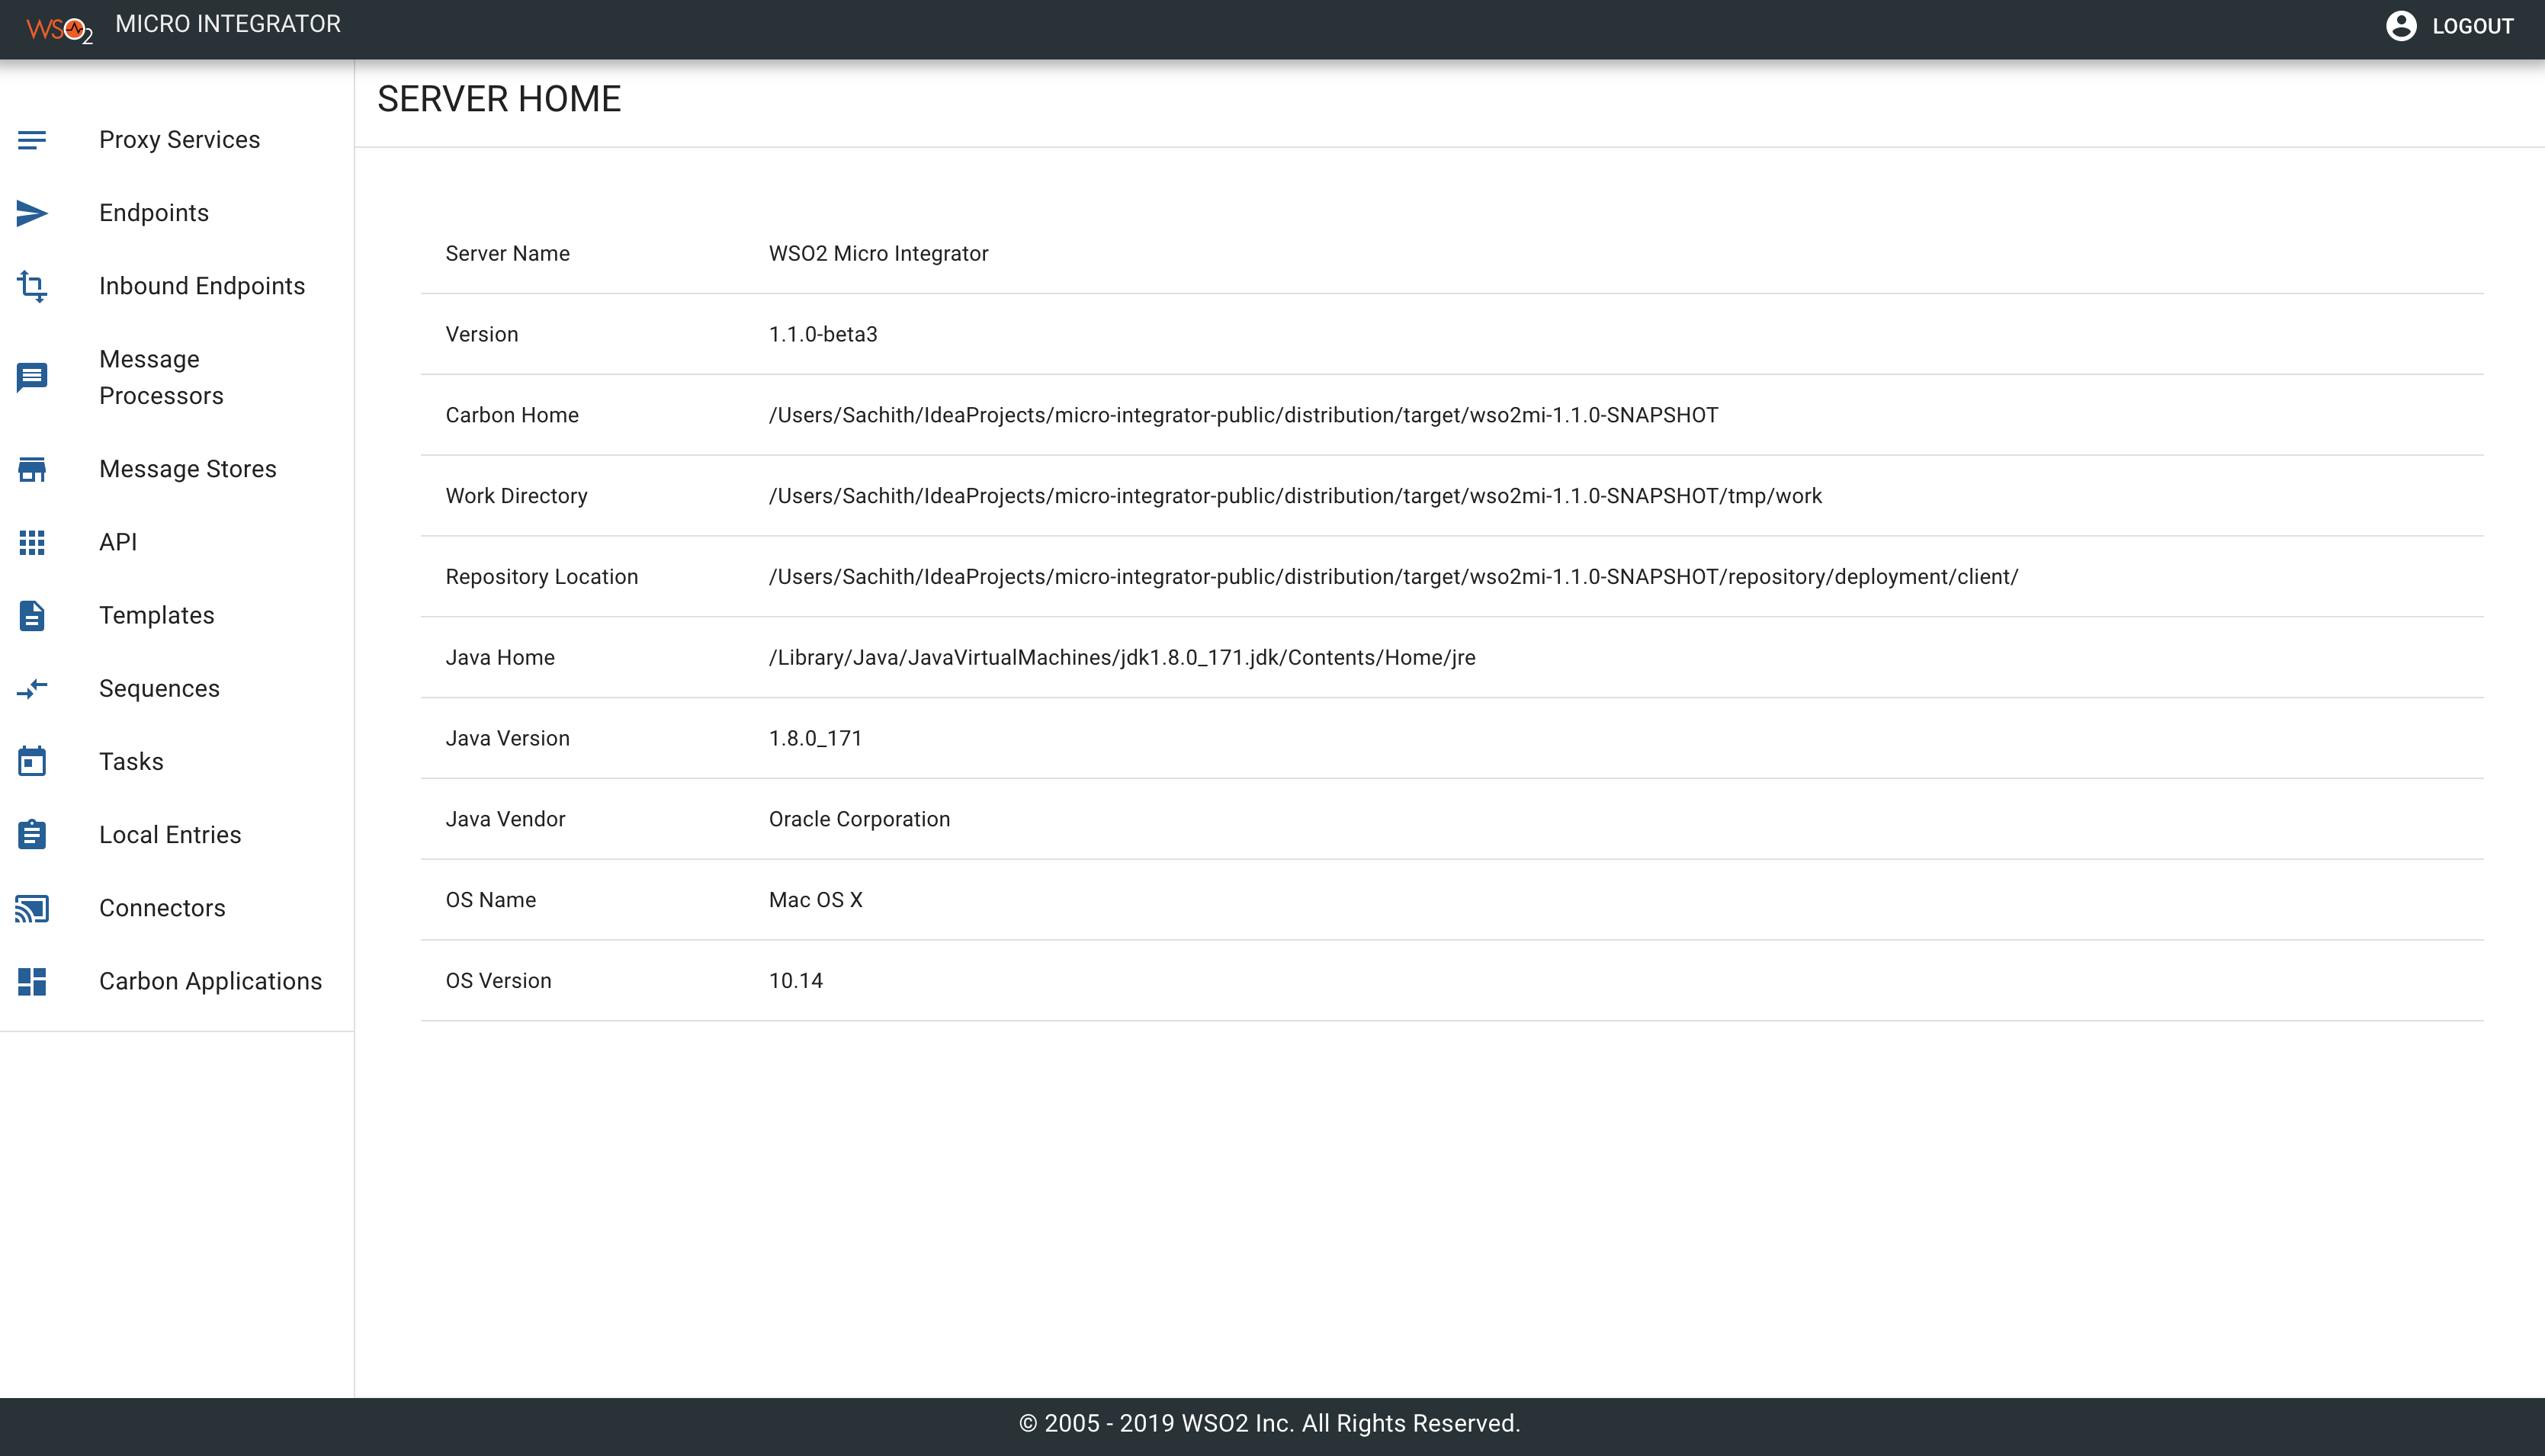 WSO2 MICRO INTEGRATOR
LOGOUT
SERVER HOME
Proxy Services
Endpoints
Inbound Endpoints
Message
Processors
Message Stores
API
Templates
Sequences
Tasks
Local Entries
Connectors
Carbon Applications
Server Name WSO2 Micro Integrator
Version 1.1.0-beta3
Carbon Home /Users/Sachith/IdeaProjects/micro-integrator-public/distribution/target/wso2mi-1.1.0-SNAPSHOT
Work Directory /Users/Sachith/IdeaProjects/micro-integrator-public/distribution/target/wso2mi-1.1.0-SNAPSHOT/tmp/work
Repository Location /Users/Sachith/IdeaProjects/micro-integrator-public/distribution/target/wso2mi-1.1.0-SNAPSHOT/repository/deployment/client/
Java Home /Library/Java/JavaVirtualMachines/jdk1.8.0_171.jdk/Contents/Home/jre
Java Version 1.8.0_171
Java Vendor Oracle Corporation
OS Name Mac OS X
OS Version 10.14
© 2005 - 2019 WSO2 Inc. All Rights Reserved.